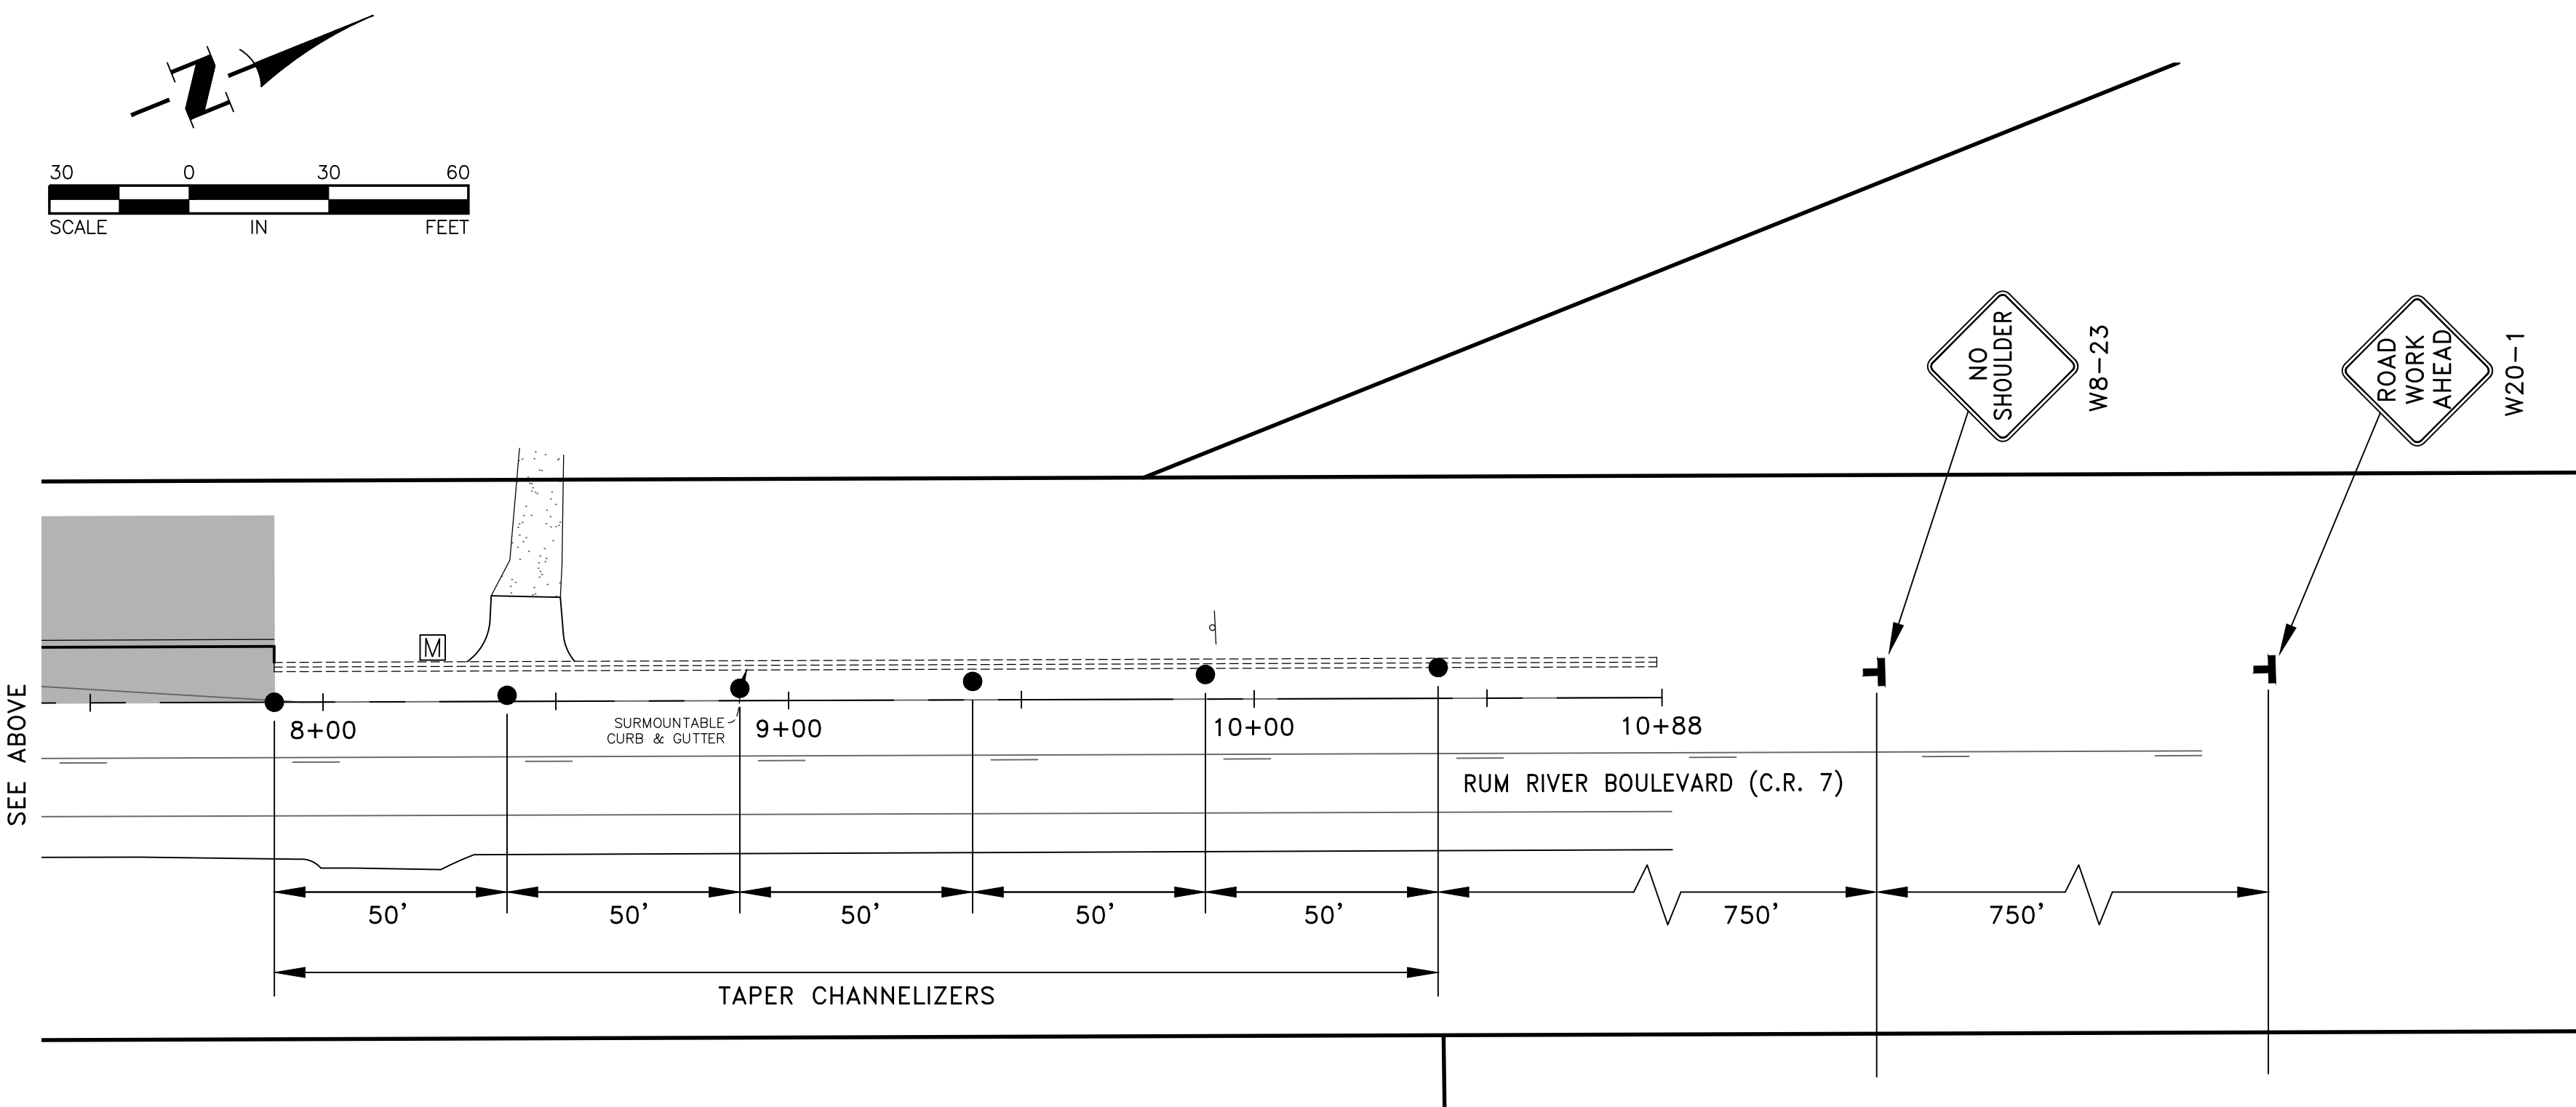 N
30 0 30 60
SCALE IN FEET
NO
SHOULDER
W8-23
ROAD
WORK
AHEAD
W20-1
M
SEE ABOVE
8+00
SURMOUNTABLE
CURB & GUTTER
9+00
10+00
10+88
RUM RIVER BOULEVARD (C.R. 7)
50' 50' 50' 50' 50' 750' 750'
TAPER CHANNELIZERS